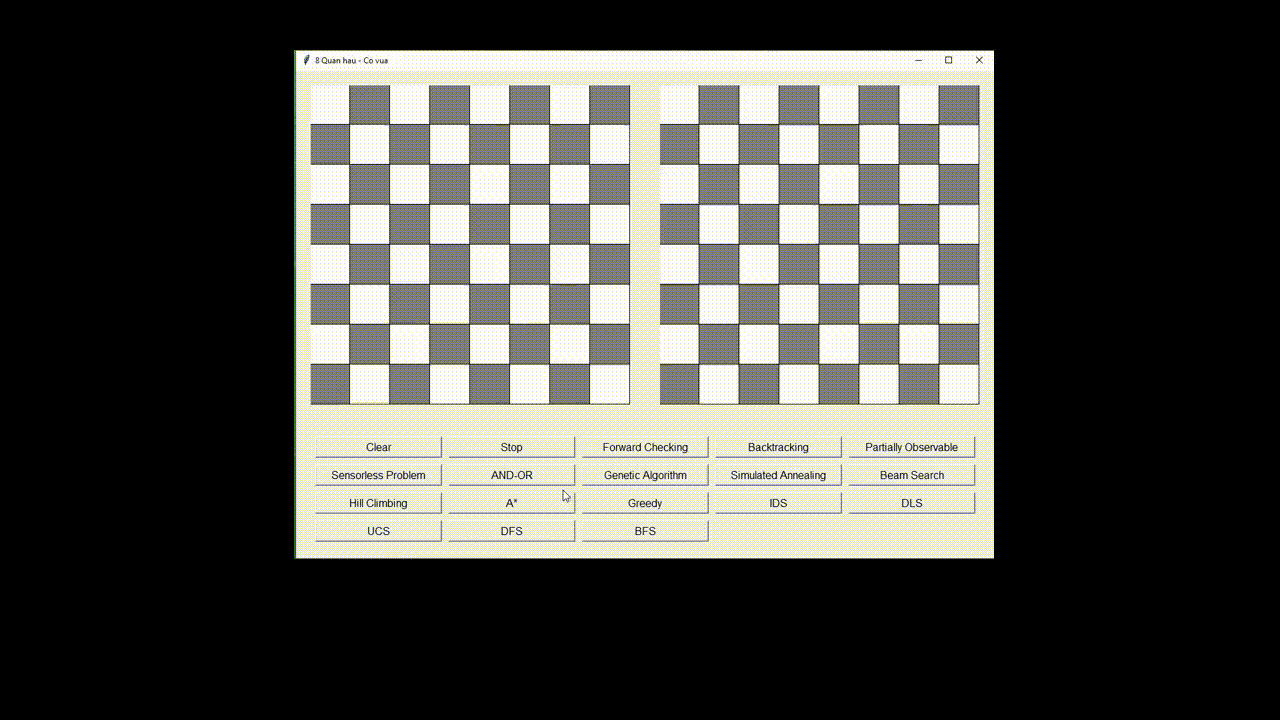 8 Quan hau - Co vua
Clear Stop Forward Checking Backtracking Partially Observable
Sensorless Problem AND-OR Genetic Algorithm Simulated Annealing Beam Search
Hill Climbing A* Greedy IDS DLS
UCS DFS BFS